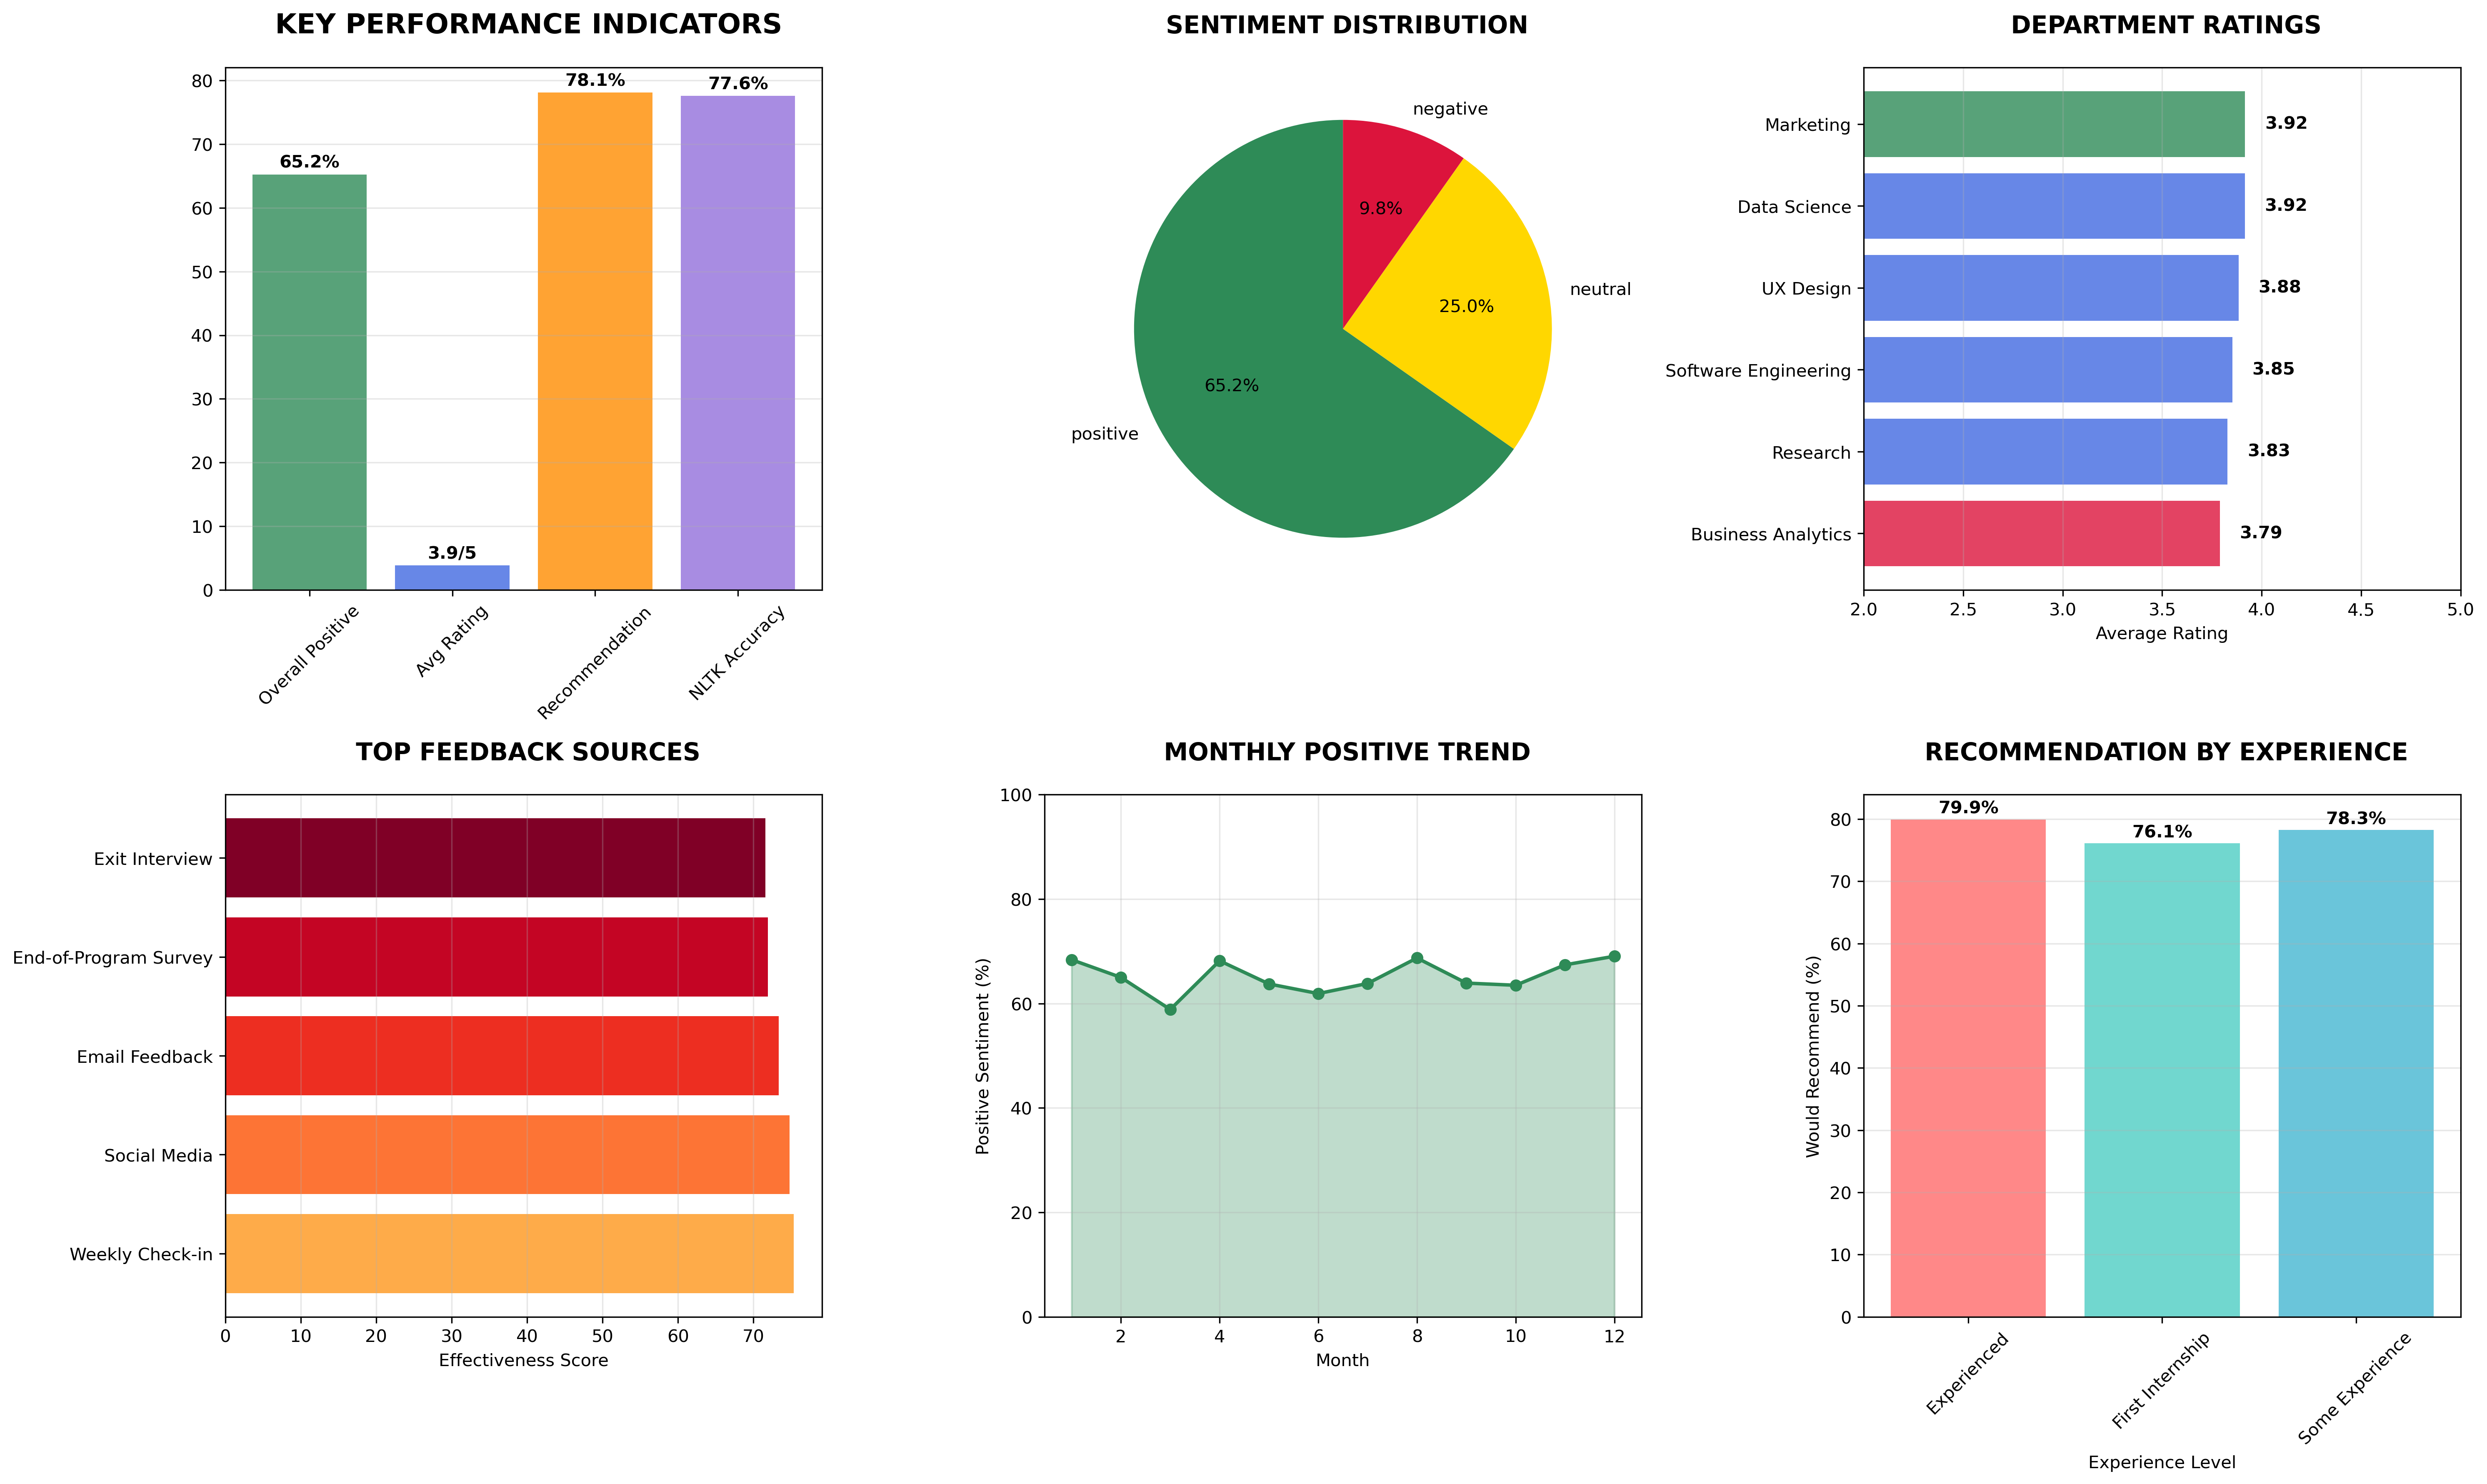 KEY PERFORMANCE INDICATORS
80
70
60
50
40
30
20
10
0
65.2%
3.9/5
78.1%
77.6%
Overall Positive
Avg Rating
Recommendation
NLTK Accuracy
SENTIMENT DISTRIBUTION
negative
9.8%
neutral
25.0%
65.2%
positive
DEPARTMENT RATINGS
Marketing
3.92
Data Science
3.92
UX Design
3.88
Software Engineering
3.85
Research
3.83
Business Analytics
3.79
2.0 2.5 3.0 3.5 4.0 4.5 5.0
Average Rating
TOP FEEDBACK SOURCES
Exit Interview
End-of-Program Survey
Email Feedback
Social Media
Weekly Check-in
0 10 20 30 40 50 60 70
Effectiveness Score
MONTHLY POSITIVE TREND
Positive Sentiment (%)
100
80
60
40
20
0
2 4 6 8 10 12
Month
RECOMMENDATION BY EXPERIENCE
Would Recommend (%)
80
70
60
50
40
30
20
10
0
79.9%
76.1%
78.3%
Experienced
First Internship
Some Experience
Experience Level